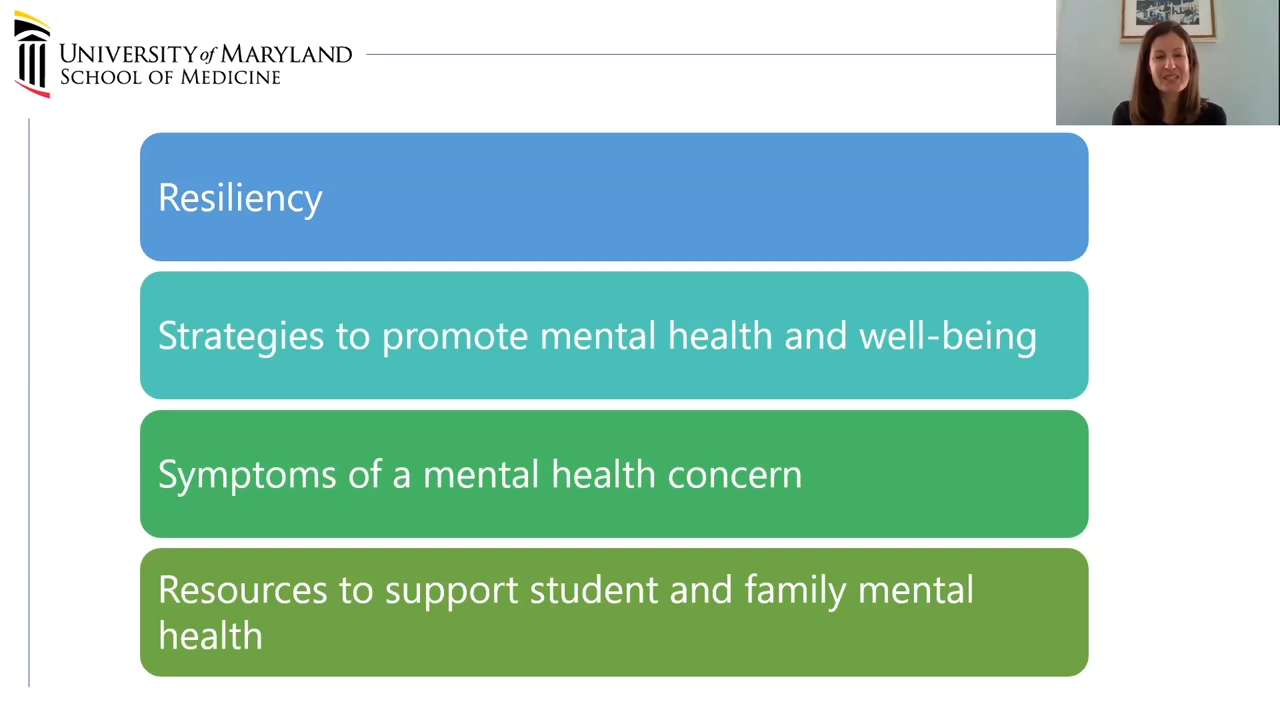 UNIVERSITY of MARYLAND
SCHOOL OF MEDICINE
Resiliency
Strategies to promote mental health and well-being
Symptoms of a mental health concern
Resources to support student and family mental
health